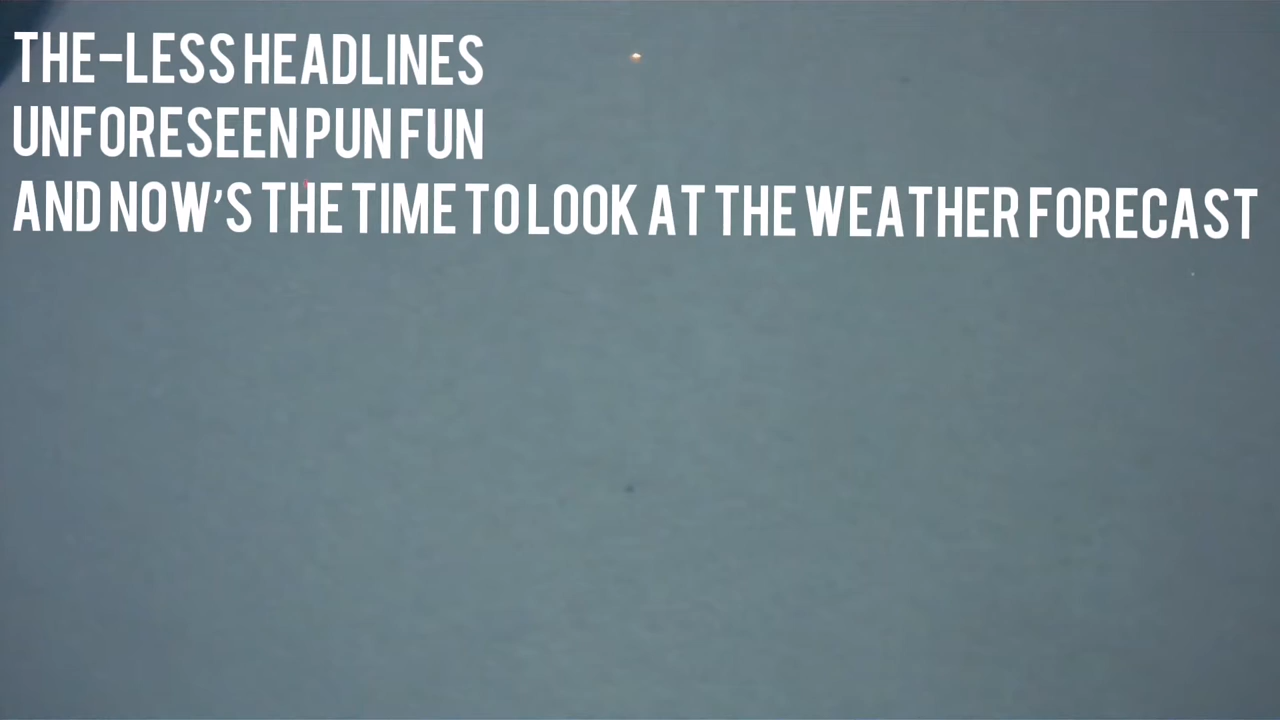 THE-LESS HEADLINES
UNFORESEEN PUN FUN
AND NOW'S THE TIME TO LOOK AT THE WEATHER FORECAST